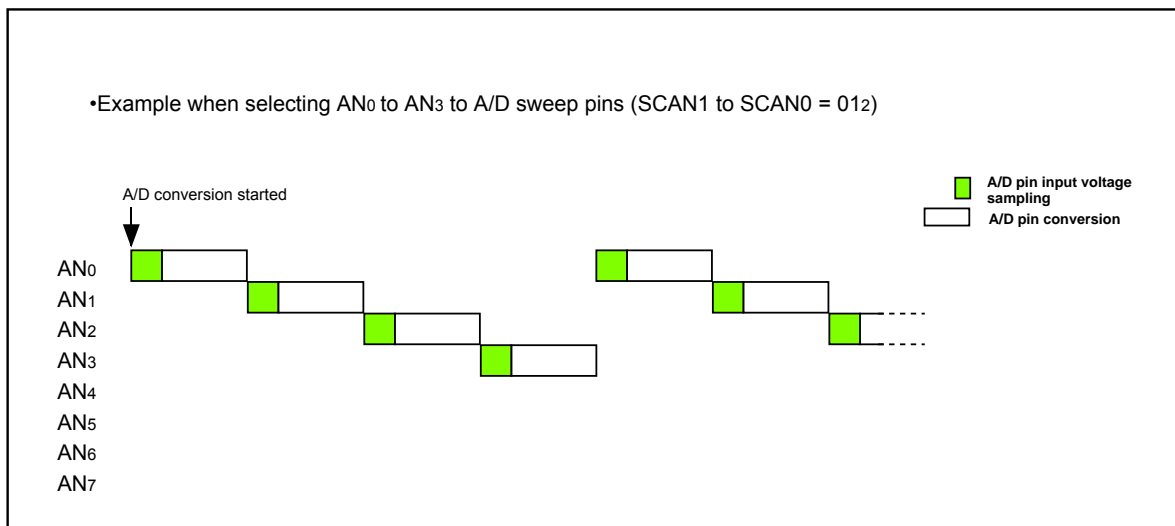 •Example when selecting AN0 to AN3 to A/D sweep pins (SCAN1 to SCAN0 = 012)
A/D conversion started
A/D pin input voltage
sampling
A/D pin conversion
AN0
AN1
AN2
AN3
AN4
AN5
AN6
AN7